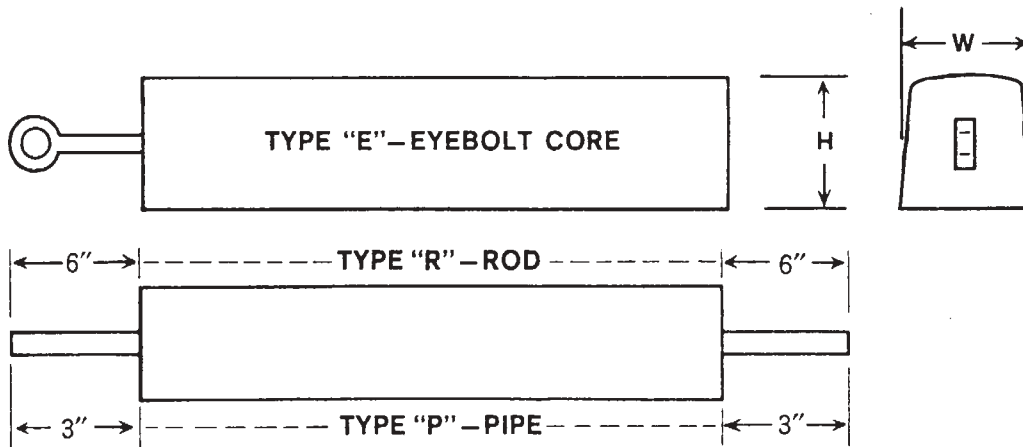 W
TYPE “E”—EYEBOLT CORE
H
6″ TYPE “R”—ROD 6″
3″ TYPE “P”—PIPE 3″